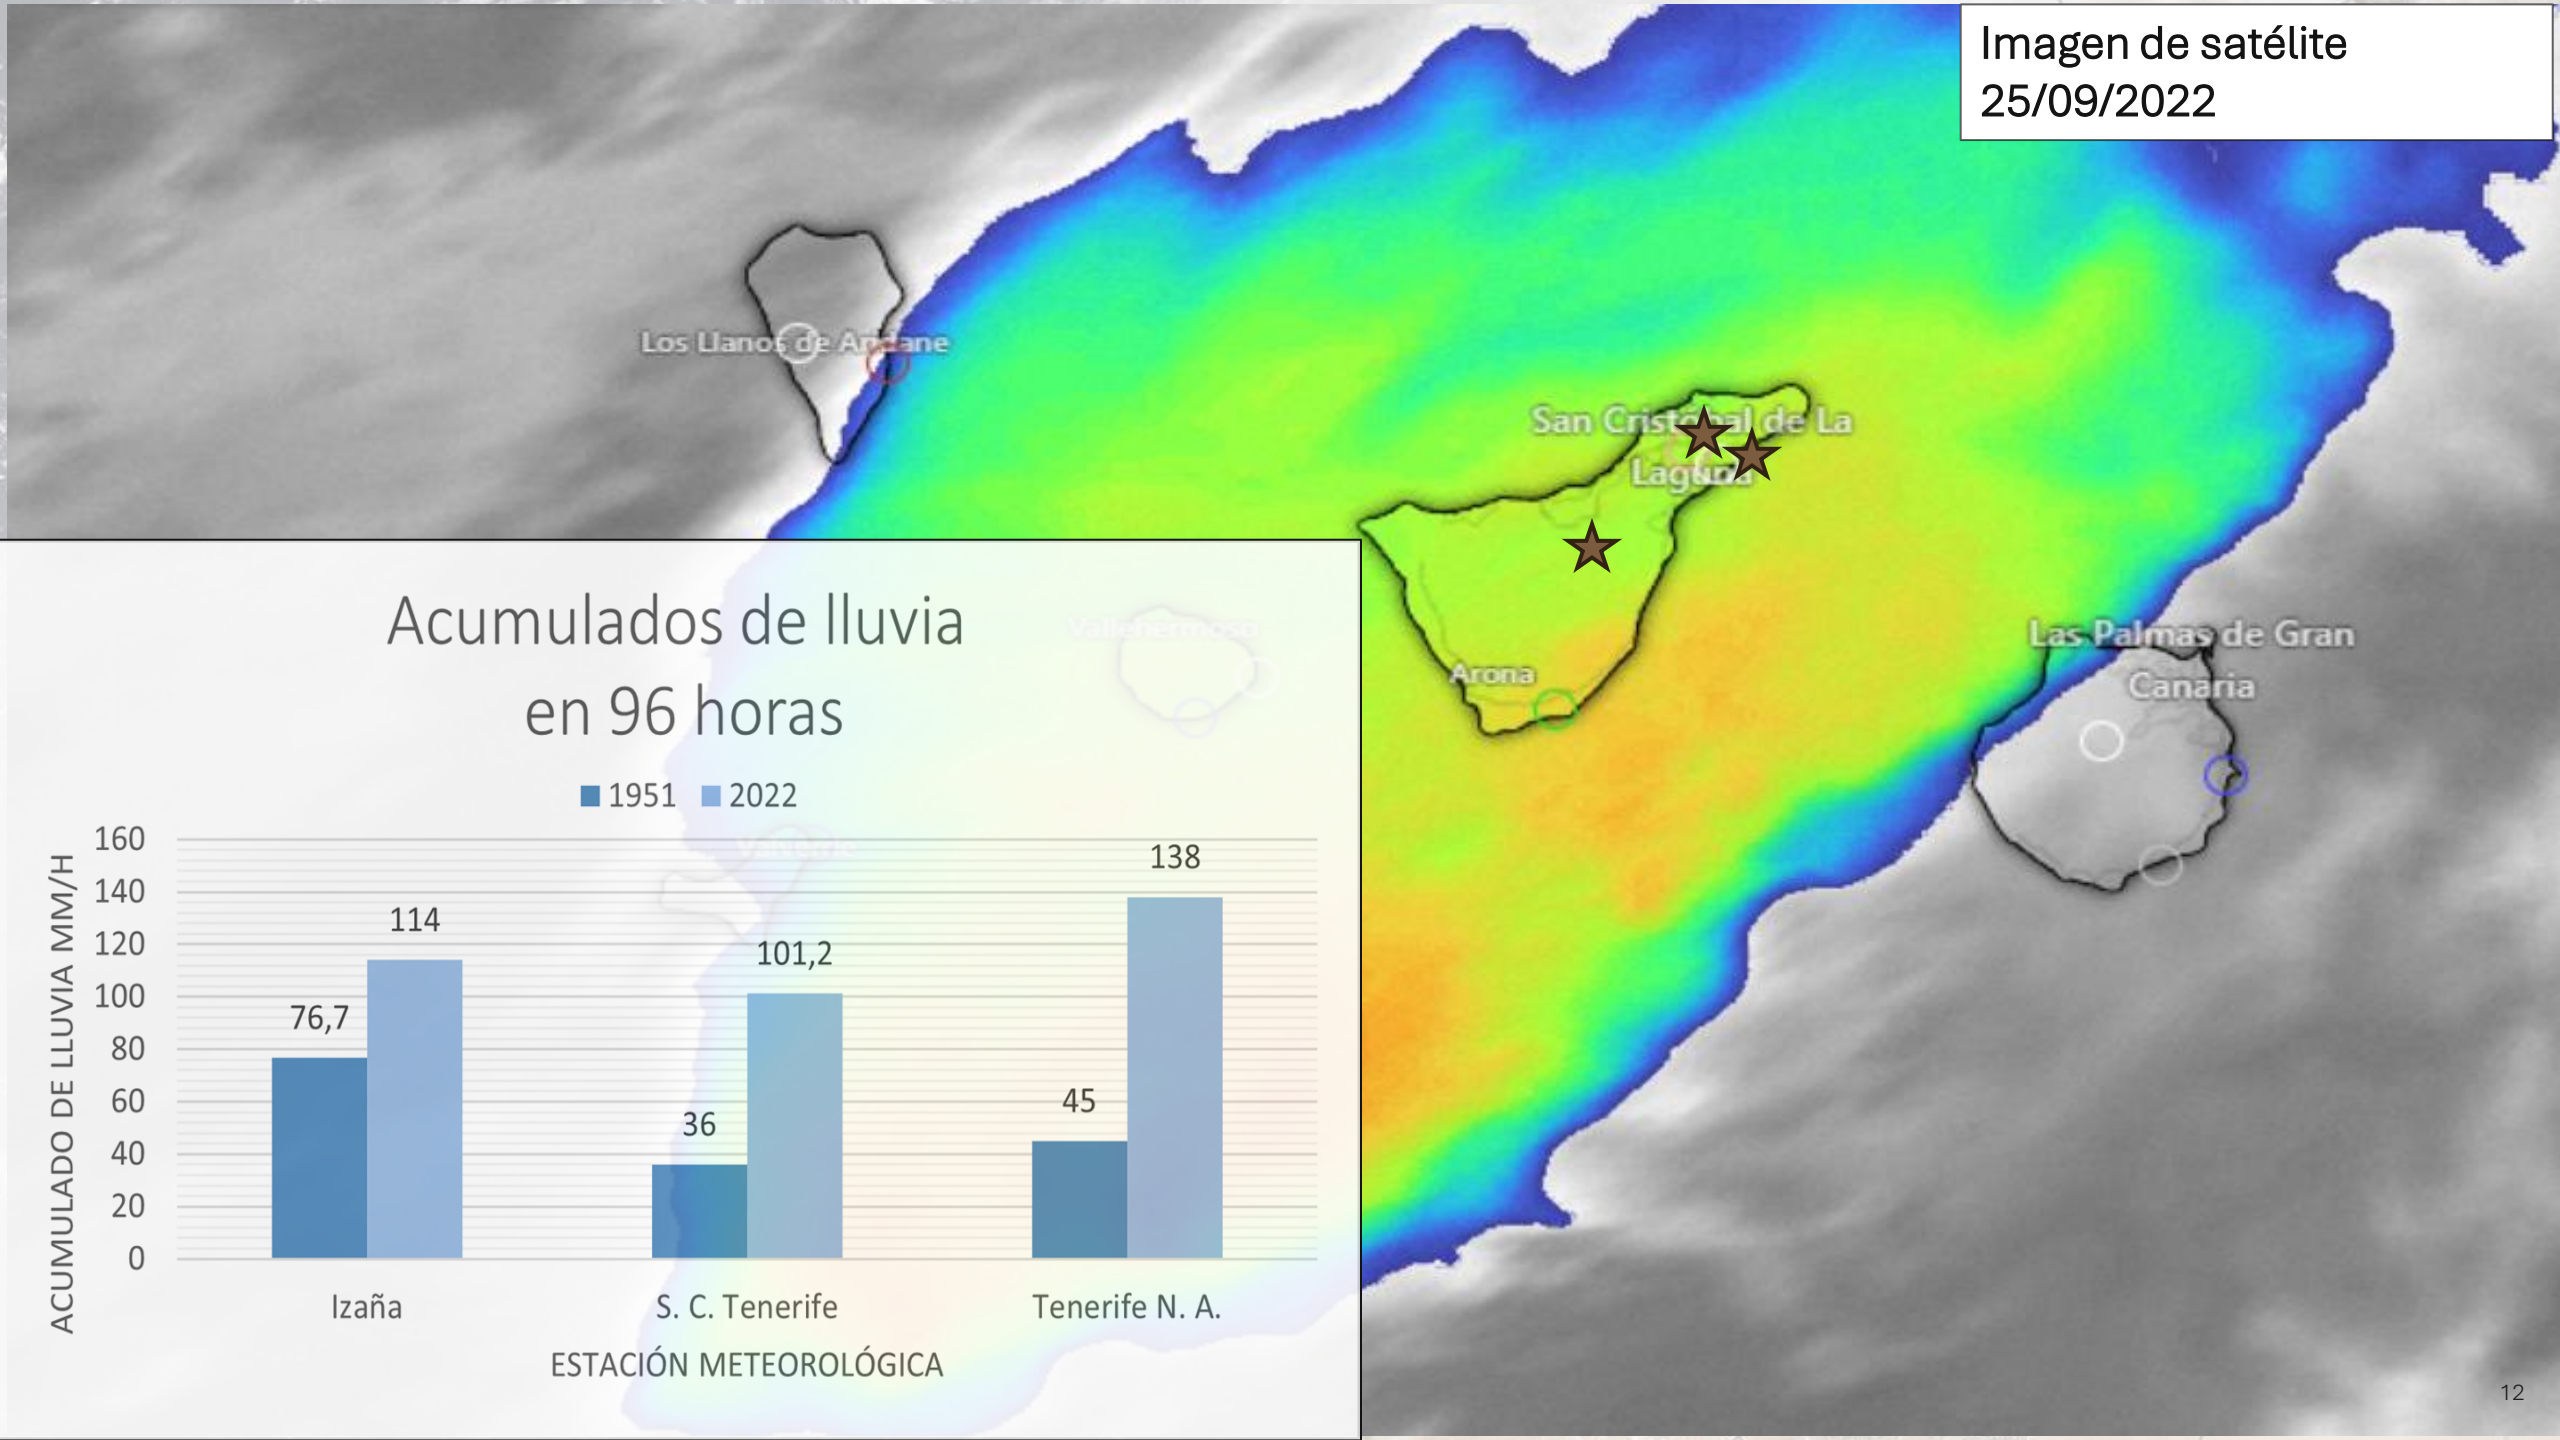 Imagen de satélite
25/09/2022
Los Llanos de Aridane
San Cristóbal de La
Laguna
Arona
Las Palmas de Gran
Canaria
Vallehermoso
Valverde
Acumulados de lluvia
en 96 horas
1951 2022
ACUMULADO DE LLUVIA MM/H
160
140
120
100
80
60
40
20
0
76,7
114
36
101,2
45
138
Izaña
S. C. Tenerife
Tenerife N. A.
ESTACIÓN METEOROLÓGICA
12